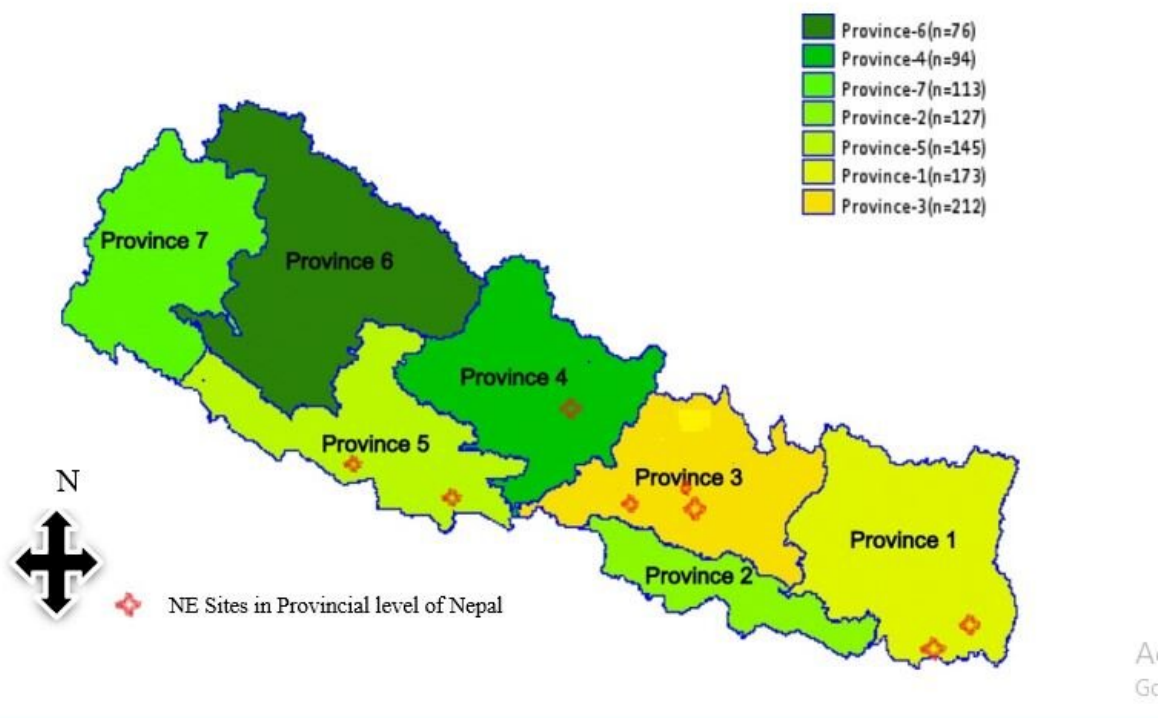 Province-6(n=76)
Province-4(n=94)
Province-7(n=113)
Province-2(n=127)
Province-5(n=145)
Province-1(n=173)
Province-3(n=212)
Province 7
Province 6
Province 4
Province 5
Province 3
Province 1
Province 2
N
NE Sites in Provincial level of Nepal